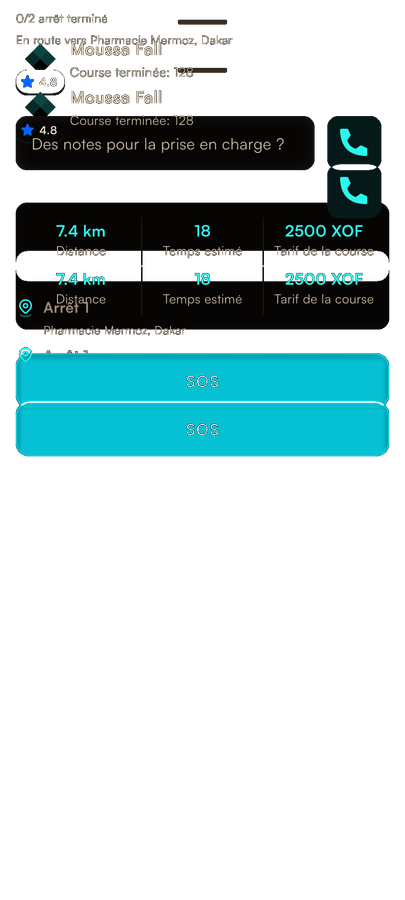 0/2 arrêt terminé
En route vers Pharmacie Mermoz, Dakar
Moussa Fall
Course terminée: 128
4.8
Moussa Fall
Course terminée: 128
4.8
Des notes pour la prise en charge ?
7.4 km 18 2500 XOF
Distance Temps estimé Tarif de la course
7.4 km 18 2500 XOF
Distance Temps estimé Tarif de la course
Arrêt 1
Pharmacie Mermoz, Dakar
Arrêt 1
SOS
SOS